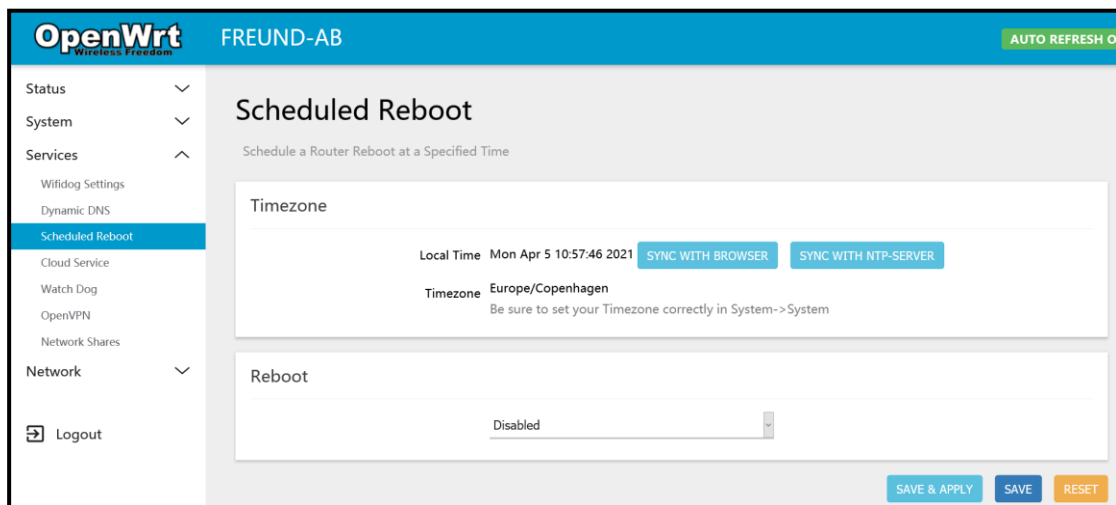 OpenWrt
Wireless Freedom
FREUND-AB
AUTO REFRESH O
Status
System
Services
Wifidog Settings
Dynamic DNS
Scheduled Reboot
Cloud Service
Watch Dog
OpenVPN
Network Shares
Network
Logout
Scheduled Reboot
Schedule a Router Reboot at a Specified Time
Timezone
Local Time Mon Apr 5 10:57:46 2021 SYNC WITH BROWSER SYNC WITH NTP-SERVER
Timezone Europe/Copenhagen
Be sure to set your Timezone correctly in System->System
Reboot
Disabled
SAVE & APPLY SAVE RESET